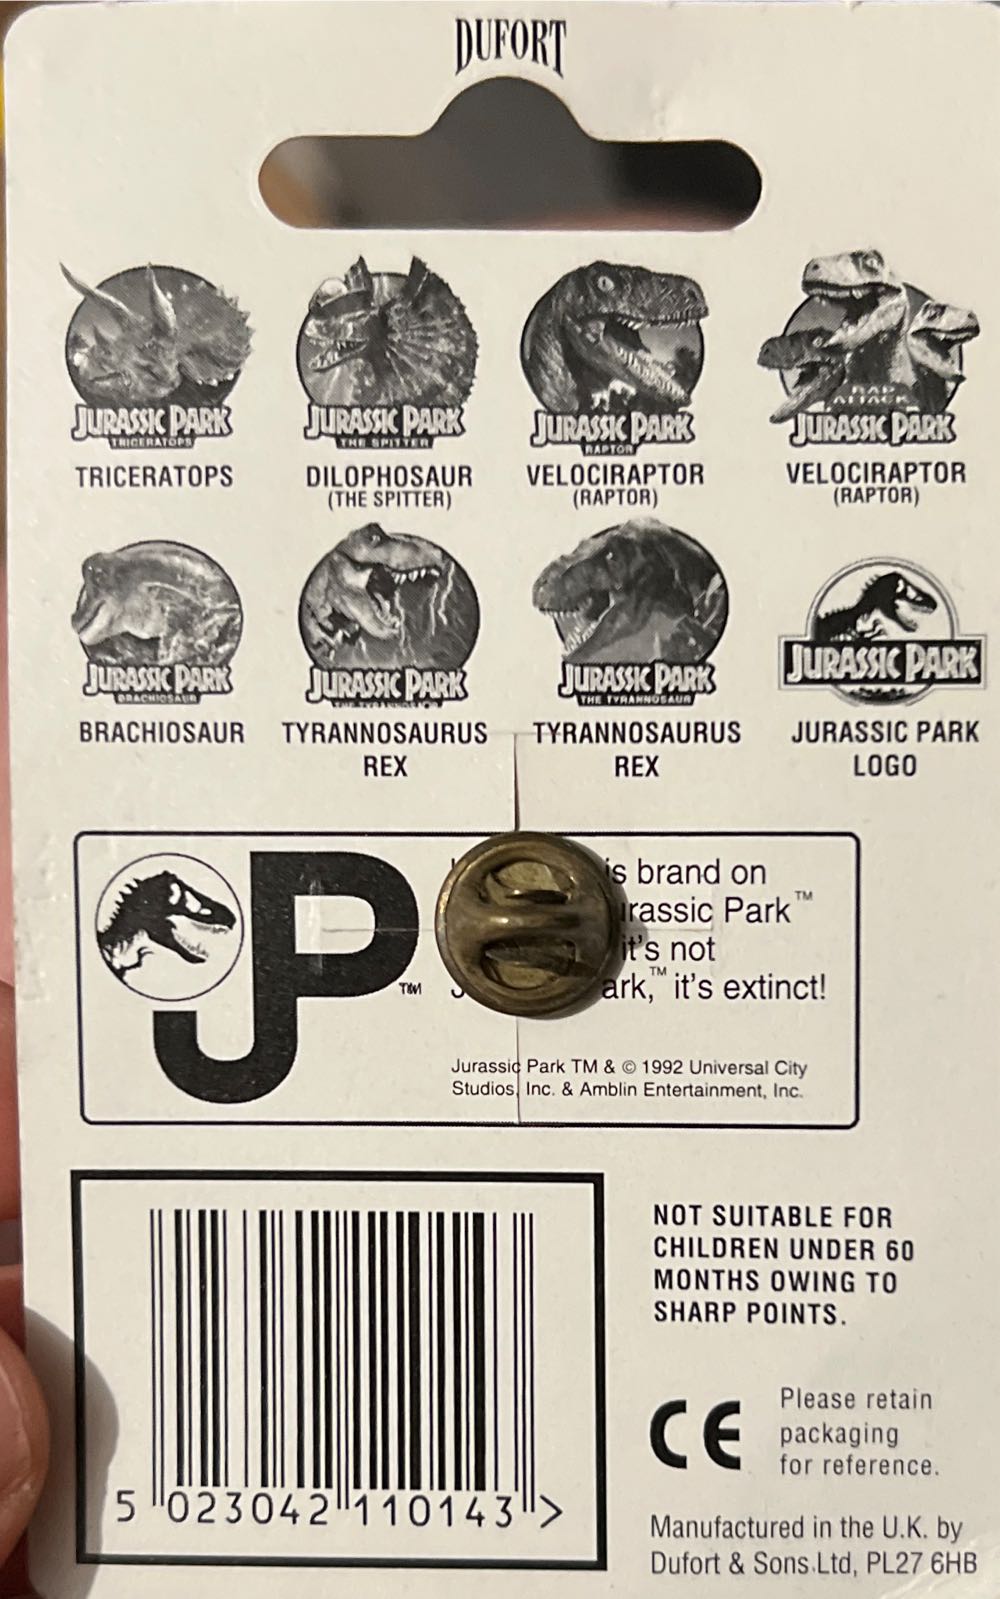 DUFORT
JURASSIC PARK
TRICERATOPS
TRICERATOPS
JURASSIC PARK
THE SPITTER
DILOPHOSAUR
(THE SPITTER)
JURASSIC PARK
RAPTOR
VELOCIRAPTOR
(RAPTOR)
RAP
ATTACK
JURASSIC PARK
VELOCIRAPTOR
(RAPTOR)
JURASSIC PARK
BRACHIOSAUR
BRACHIOSAUR
JURASSIC PARK
TYRANNOSAURUS
REX
JURASSIC PARK
THE TYRANNOSAUR
TYRANNOSAURUS
REX
JURASSIC PARK
JURASSIC PARK
LOGO
JP TM
is brand on
Park™
it's not
it's extinct!
Jurassic Park TM & © 1992 Universal City
Studios, Inc. & Amblin Entertainment, Inc.
5 023042 110143 >
NOT SUITABLE FOR
CHILDREN UNDER 60
MONTHS OWING TO
SHARP POINTS.
CE
Please retain
packaging
for reference.
Manufactured in the U.K. by
Dufort & Sons Ltd, PL27 6HB